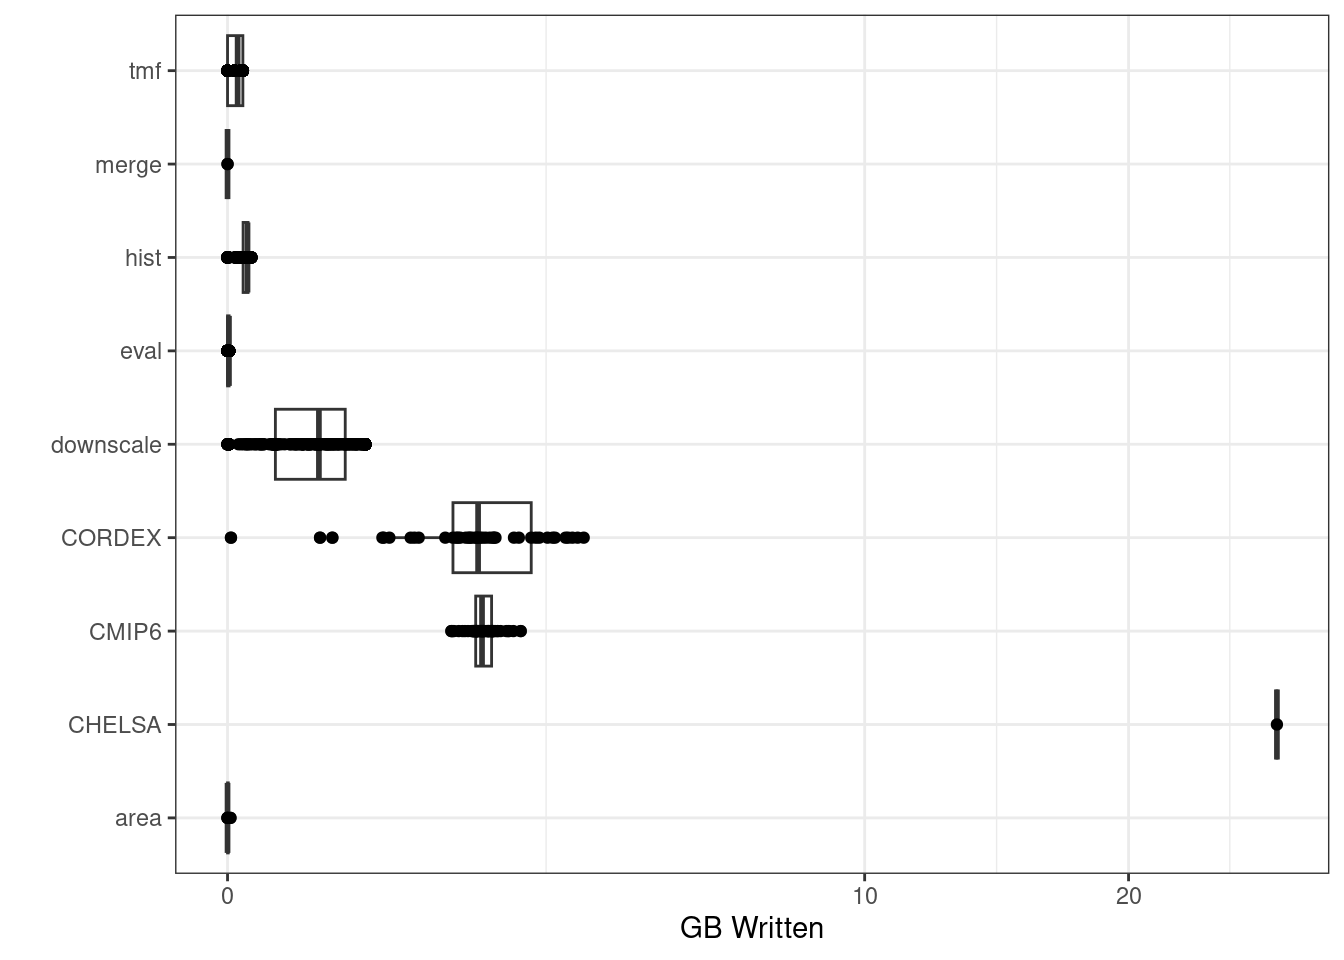 tmf
merge
hist
eval
downscale
CORDEX
CMIP6
CHELSA
area
0 10 20
GB Written